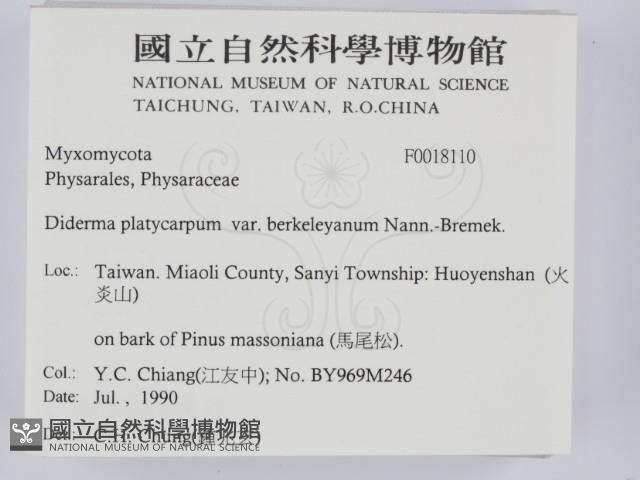 國立自然科學博物館
NATIONAL MUSEUM OF NATURAL SCIENCE
TAICHUNG, TAIWAN, R.O.CHINA
Myxomycota F0018110
Physarales, Physaraceae
Diderma platycarpum var. berkeleyanum Nann.-Bremek.
Loc.: Taiwan. Miaoli County, Sanyi Township: Huoyenshan (火
炎山)
on bark of Pinus massoniana (馬尾松).
Col.: Y.C. Chiang(江友中); No. BY969M246
Date: Jul., 1990
C.H. Chung
國立自然科學博物館
NATIONAL MUSEUM OF NATURAL SCIENCE